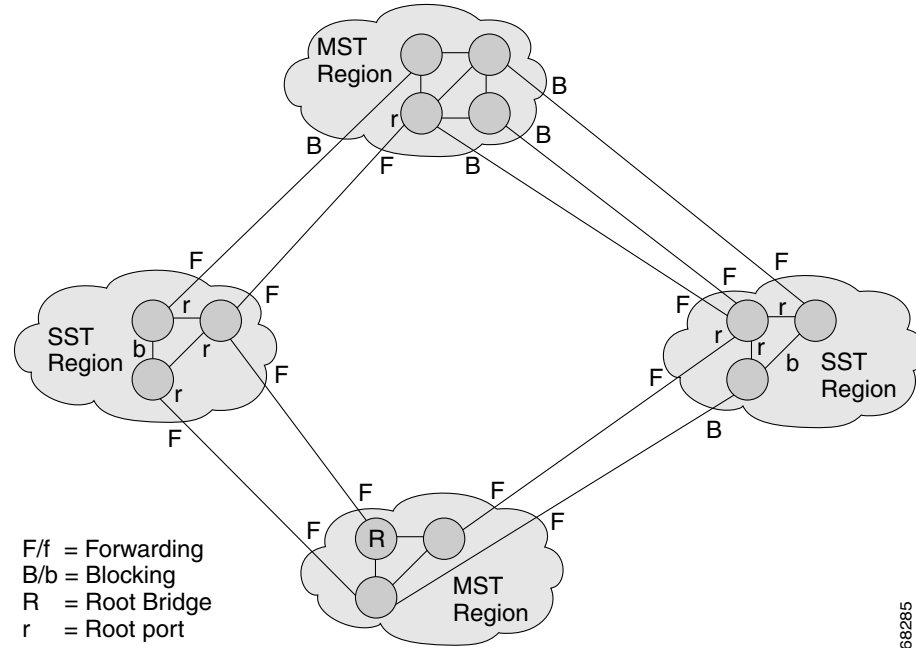 MST
Region
B
r
B
B
F
B
F
F
F
F
F
r
r
SST
Region
r
r
b
r
b
r
SST
Region
F
F
F
B
F
F
F
F
R
MST
Region
F/f = Forwarding
B/b = Blocking
R = Root Bridge
r = Root port
68285